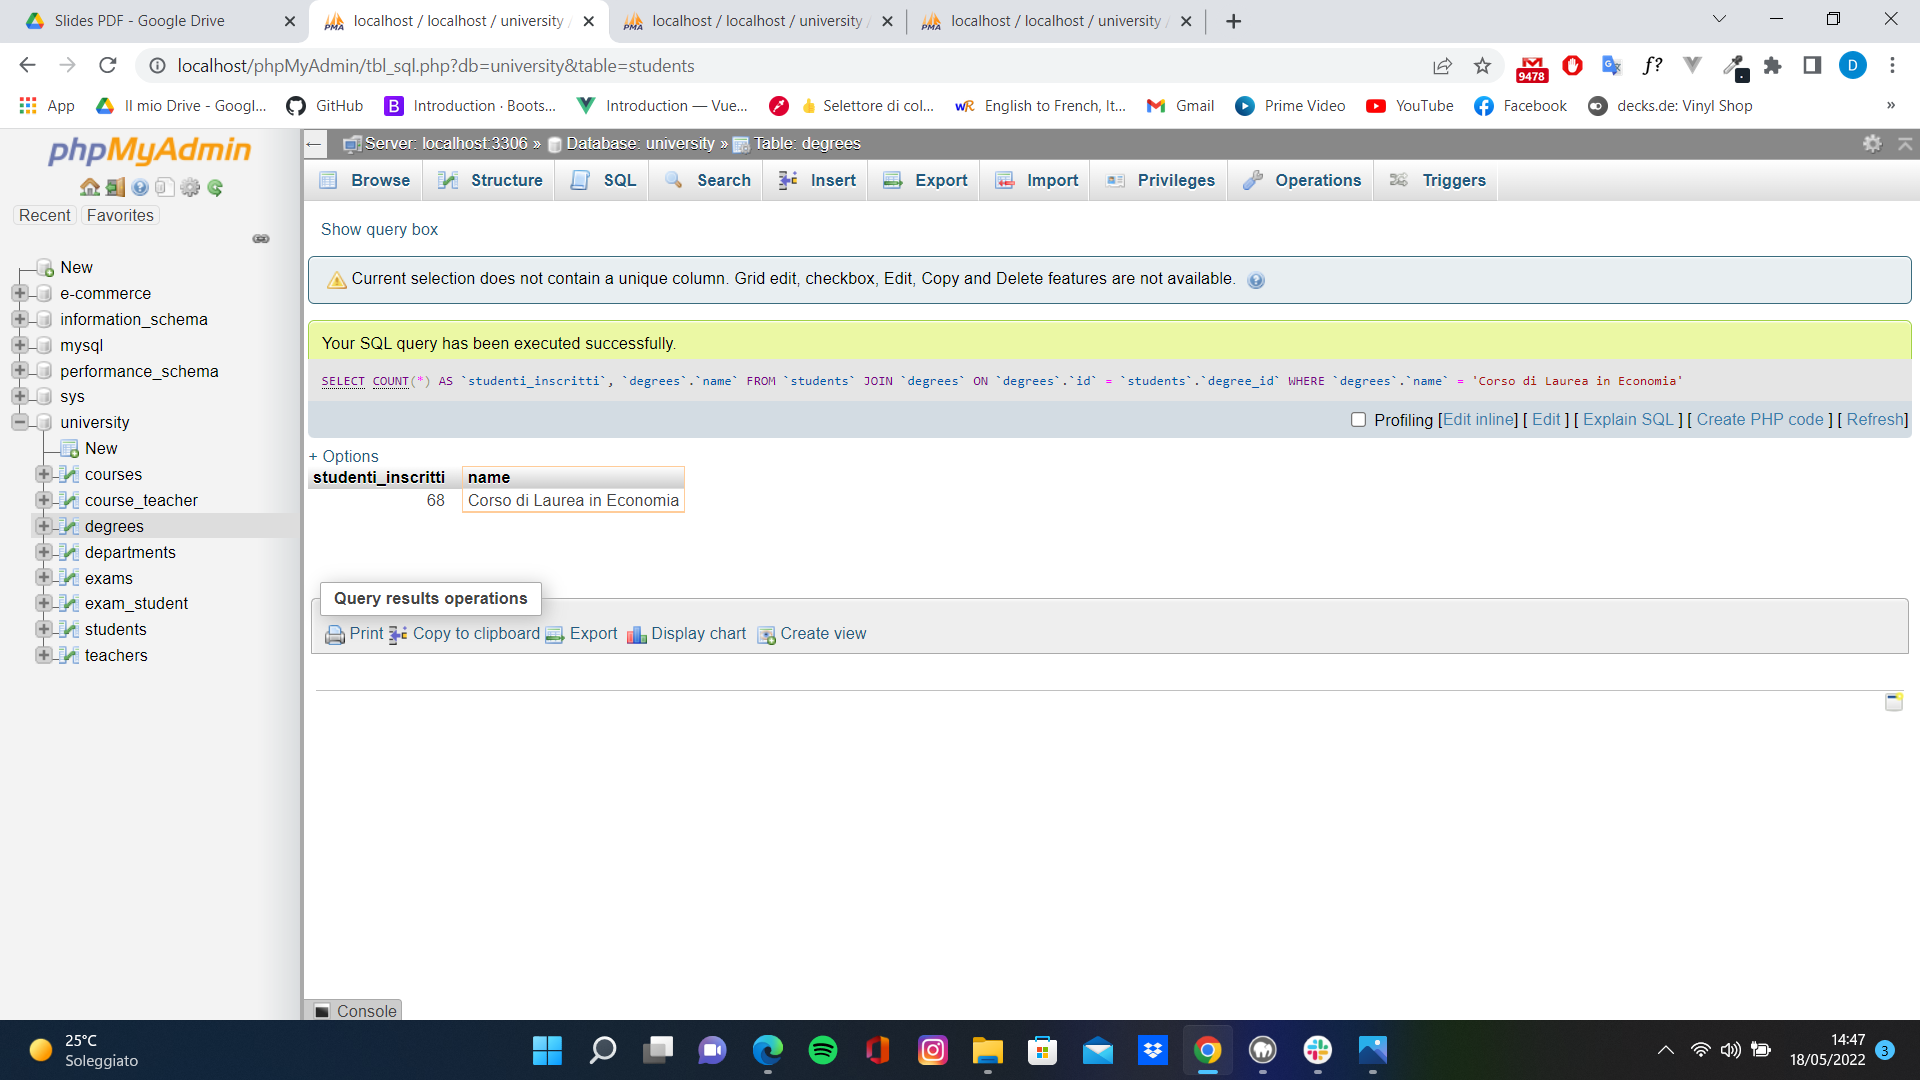 Slides PDF - Google Drive
localhost / localhost / university /
localhost / localhost / university /
localhost / localhost / university /
localhost/phpMyAdmin/tbl_sql.php?db=university&table=students
9478
f?
D
App
Il mio Drive - Googl...
GitHub
B
Introduction · Boots...
Introduction — Vue...
Selettore di col...
wR
English to French, It...
Gmail
Prime Video
YouTube
Facebook
decks.de: Vinyl Shop
»
phpMyAdmin
Recent
Favorites
New
e-commerce
information_schema
mysql
performance_schema
sys
university
New
courses
course_teacher
degrees
departments
exams
exam_student
students
teachers
Server: localhost:3306 » Database: university » Table: degrees
Browse
Structure
SQL
Search
Insert
Export
Import
Privileges
Operations
Triggers
Show query box
Current selection does not contain a unique column. Grid edit, checkbox, Edit, Copy and Delete features are not available.
Your SQL query has been executed successfully.
SELECT COUNT(*) AS `studenti_inscritti`, `degrees`.`name` FROM `students` JOIN `degrees` ON `degrees`.`id` = `students`.`degree_id` WHERE `degrees`.`name` = 'Corso di Laurea in Economia'
Profiling [Edit inline] [ Edit ] [ Explain SQL ] [ Create PHP code ] [ Refresh]
+ Options
studenti_inscritti name
68 Corso di Laurea in Economia
Query results operations
Print
Copy to clipboard
Export
Display chart
Create view
Console
25°C
Soleggiato
14:47
18/05/2022
3